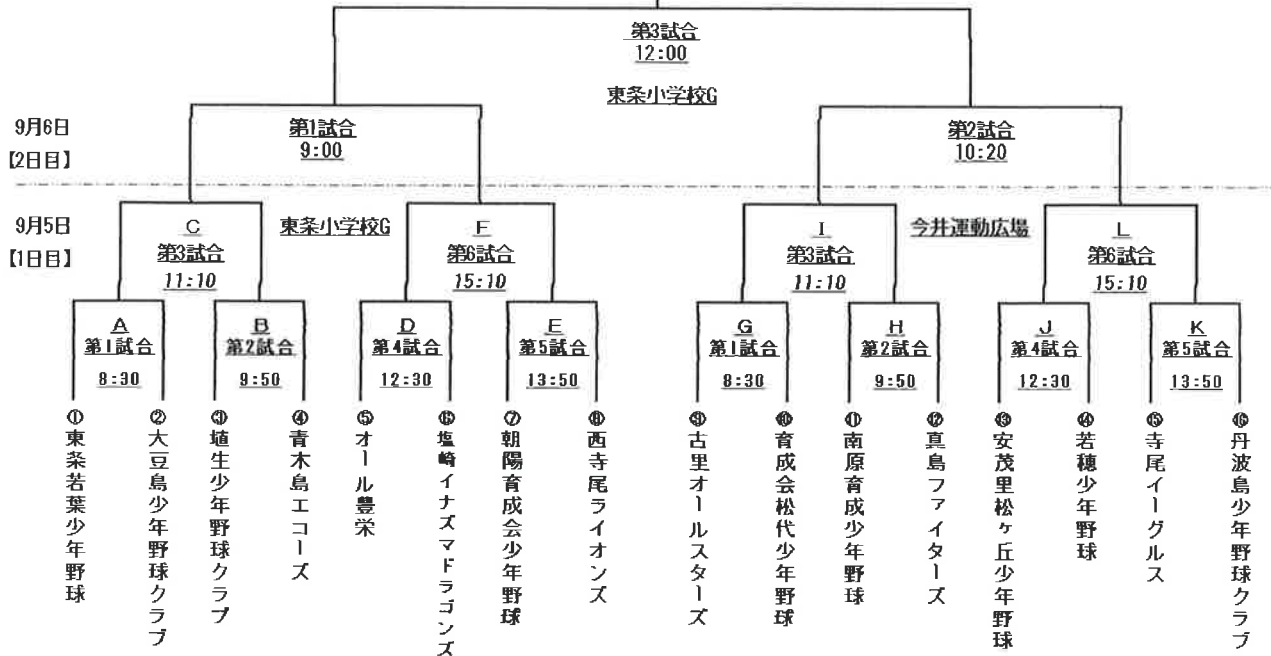 第3試合
12:00
東条小学校G
9月6日
【2日目】
第1試合
9:00
第2試合
10:20
9月5日
【1日目】
C
第3試合
11:10
東条小学校G
F
第6試合
15:10
I
第3試合
11:10
今井運動広場
L
第6試合
15:10
A
第1試合
8:30
B
第2試合
9:50
D
第4試合
12:30
E
第5試合
13:50
G
第1試合
8:30
H
第2試合
9:50
J
第4試合
12:30
K
第5試合
13:50
①東条若葉少年野球
②大豆島少年野球クラブ
③埴生少年野球クラブ
④青木島エコーズ
⑤オール豊栄
⑥塩崎イナズマドラゴンズ
⑦朝陽育成会少年野球
⑧西寺尾ライオンズ
⑨古里オールスターズ
⑩育成会松代少年野球
⑪南原育成少年野球
⑫真島ファイターズ
⑬安茂里松ヶ丘少年野球
⑭若穂少年野球
⑮寺尾イーグルス
⑯丹波島少年野球クラブ